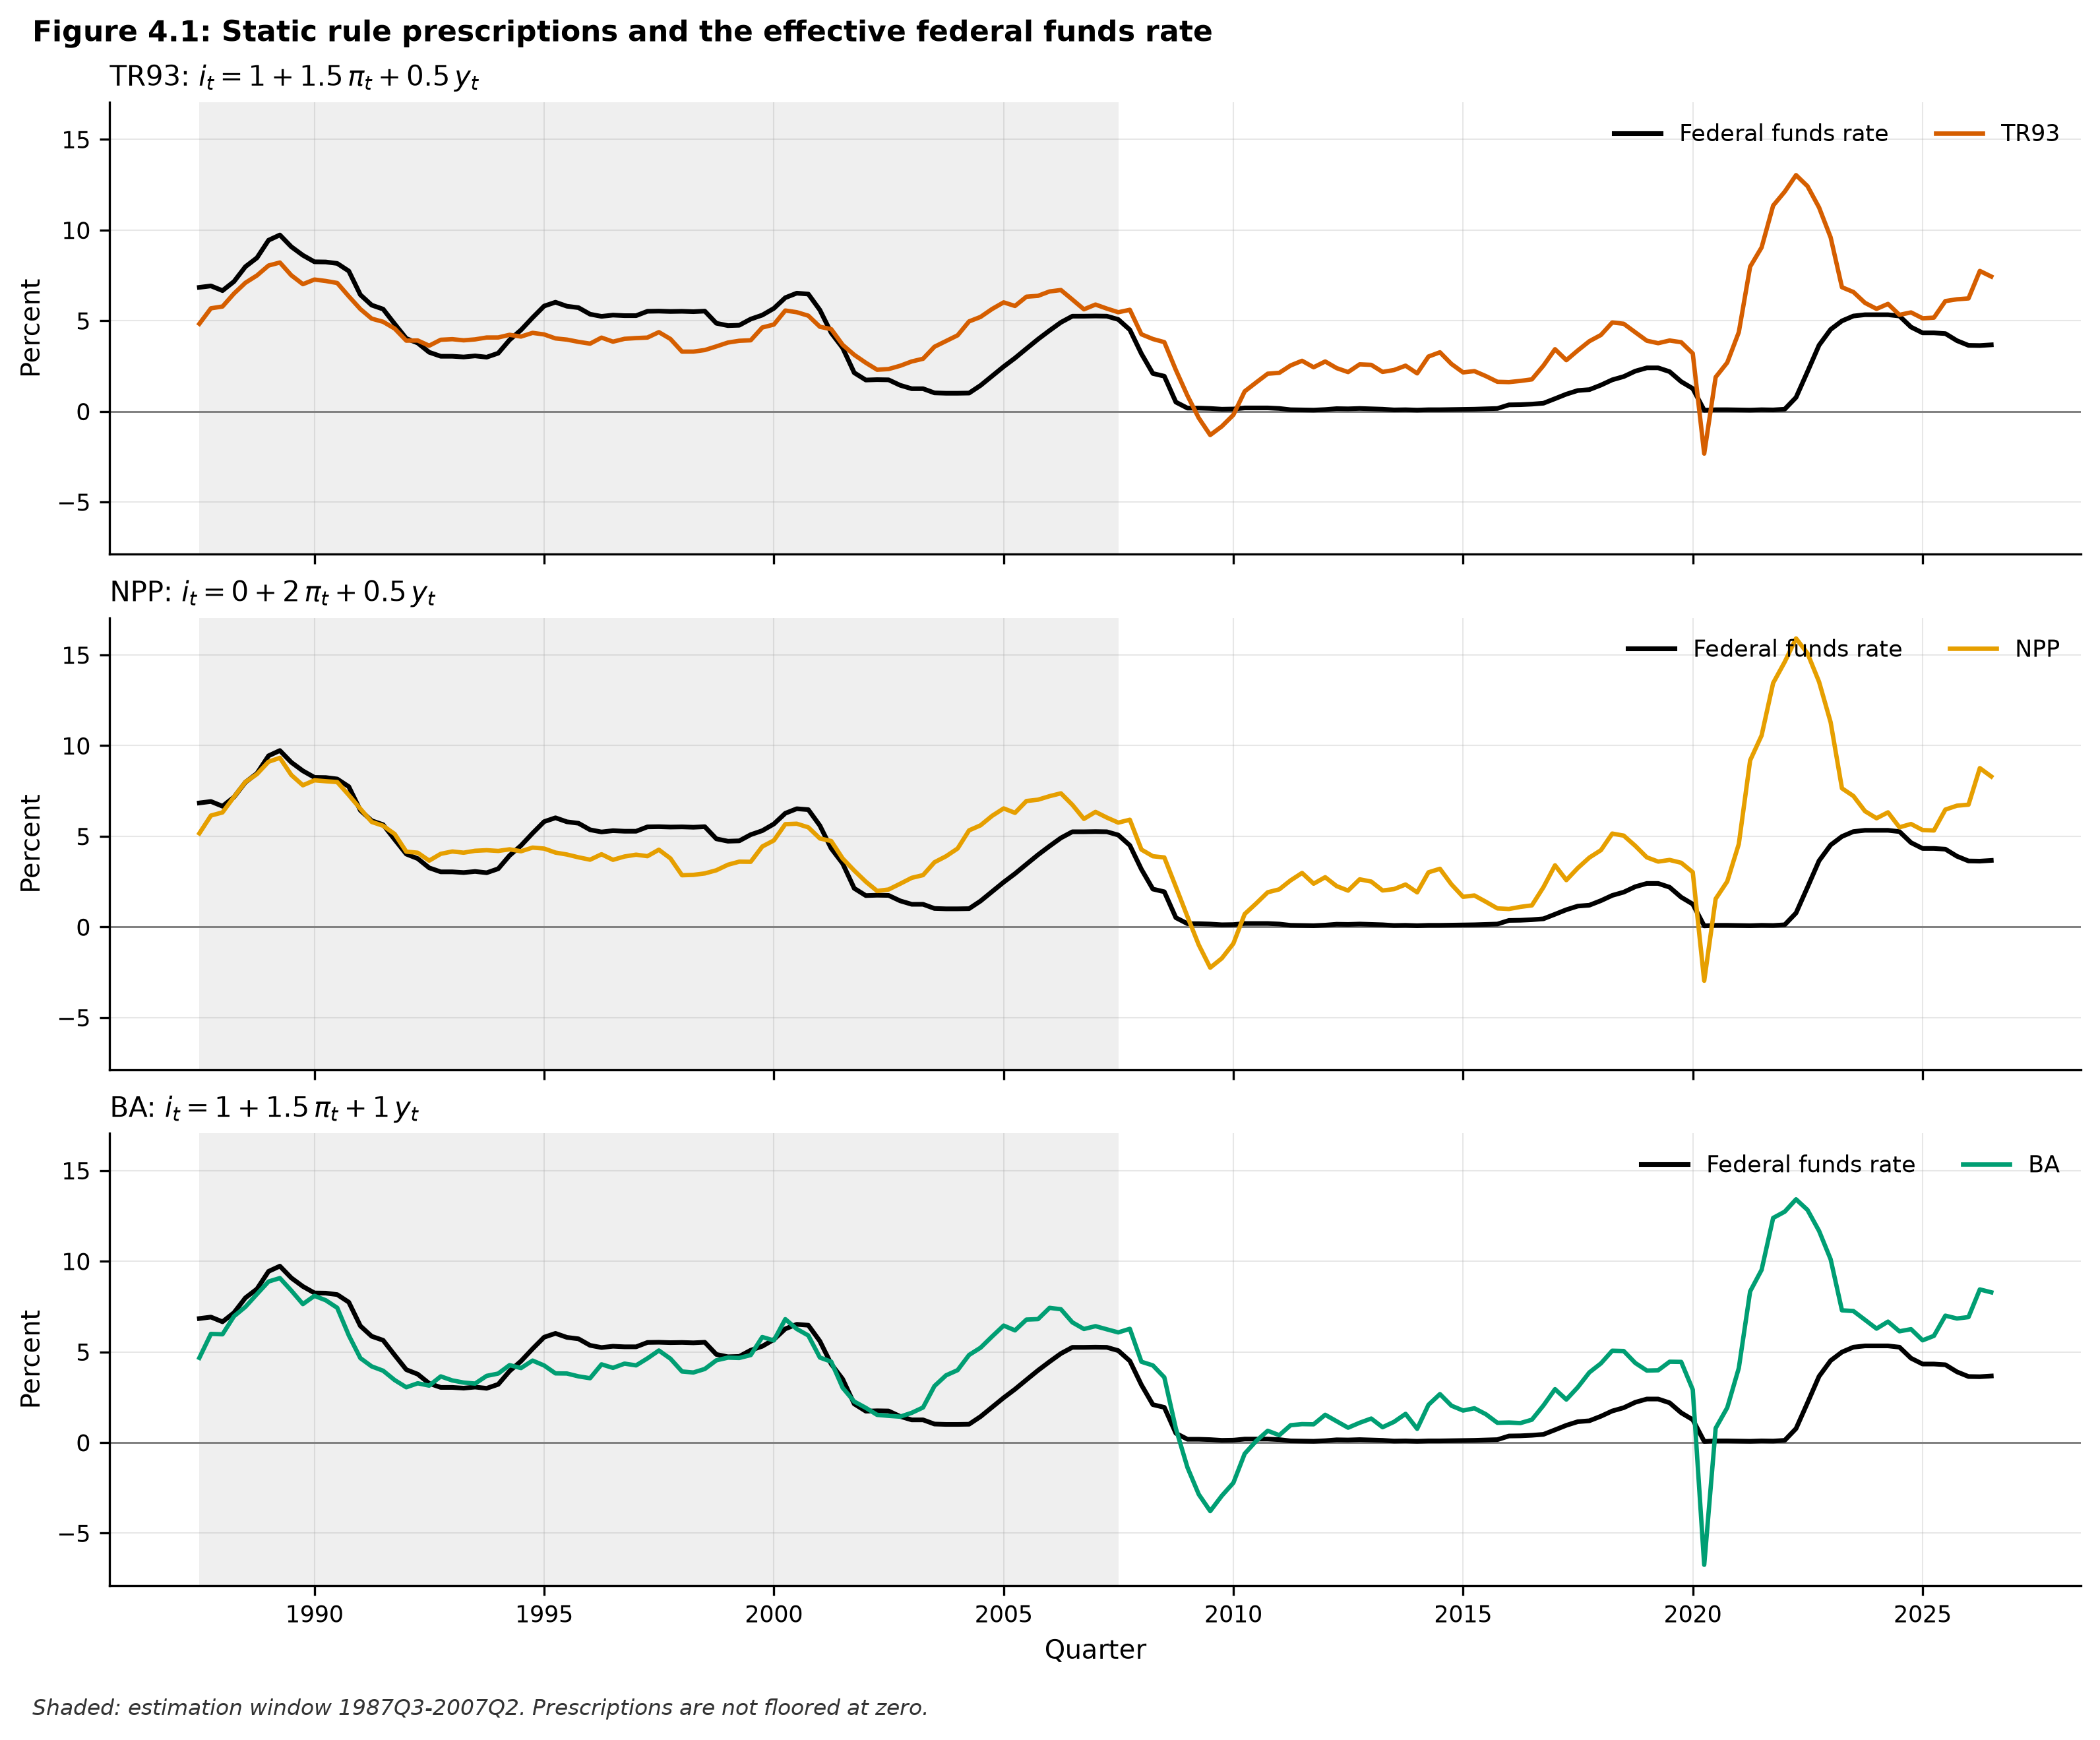 Figure 4.1: Static rule prescriptions and the effective federal funds rate
TR93: i_t = 1 + 1.5 π_t + 0.5 y_t
Federal funds rate TR93
Percent
15
10
5
0
−5
NPP: i_t = 0 + 2 π_t + 0.5 y_t
Federal funds rate NPP
Percent
15
10
5
0
−5
BA: i_t = 1 + 1.5 π_t + 1 y_t
Federal funds rate BA
Percent
15
10
5
0
−5
1990 1995 2000 2005 2010 2015 2020 2025
Quarter
Shaded: estimation window 1987Q3-2007Q2. Prescriptions are not floored at zero.